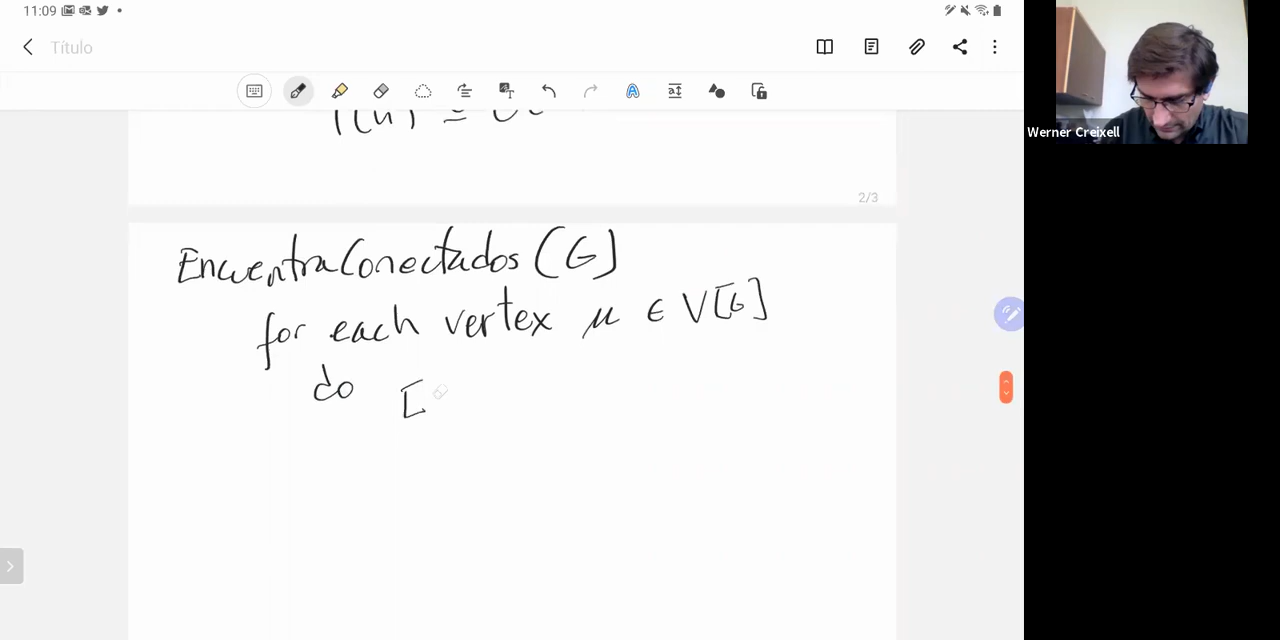 11:09
Título
Werner Creixell
2/3
EncuentraConectados (G)
for each vertex μ ∈ V[G]
do [